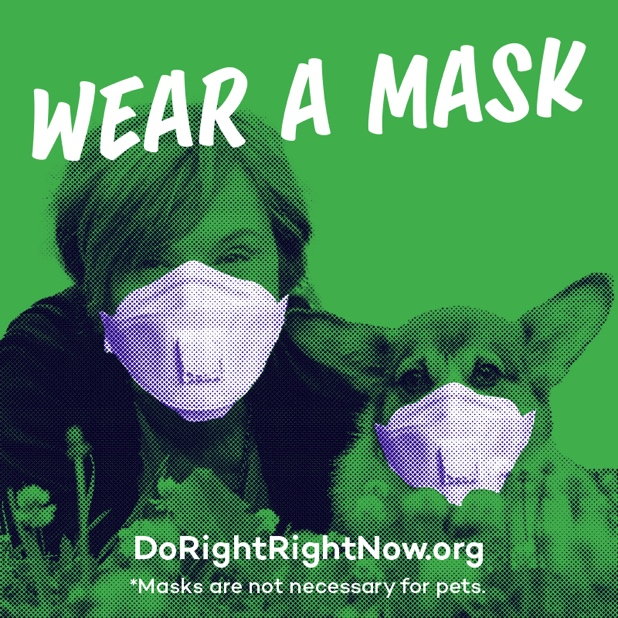 WEAR A MASK
DoRightRightNow.org
*Masks are not necessary for pets.